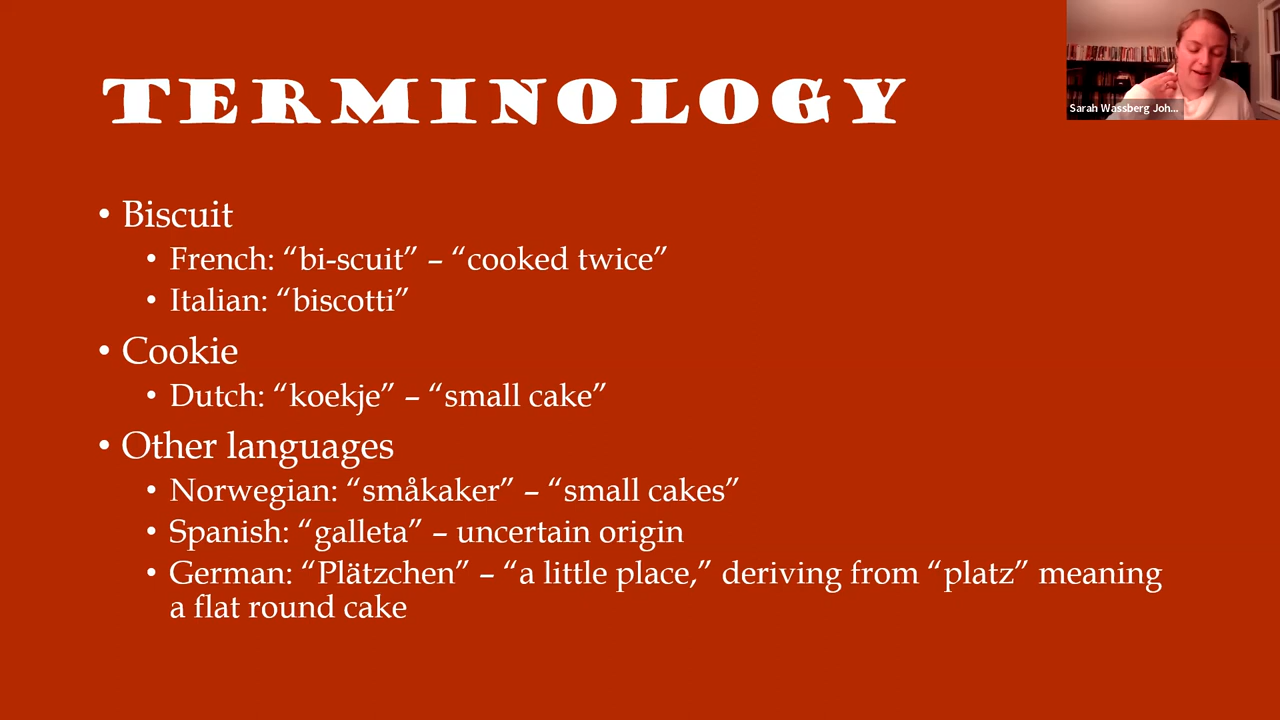 TERMINOLOGY
Sarah Wassberg Joh...
• Biscuit
• French: “bi-scuit” – “cooked twice”
• Italian: “biscotti”
• Cookie
• Dutch: “koekje” – “small cake”
• Other languages
• Norwegian: “småkaker” – “small cakes”
• Spanish: “galleta” – uncertain origin
• German: “Plätzchen” – “a little place,” deriving from “platz” meaning
a flat round cake